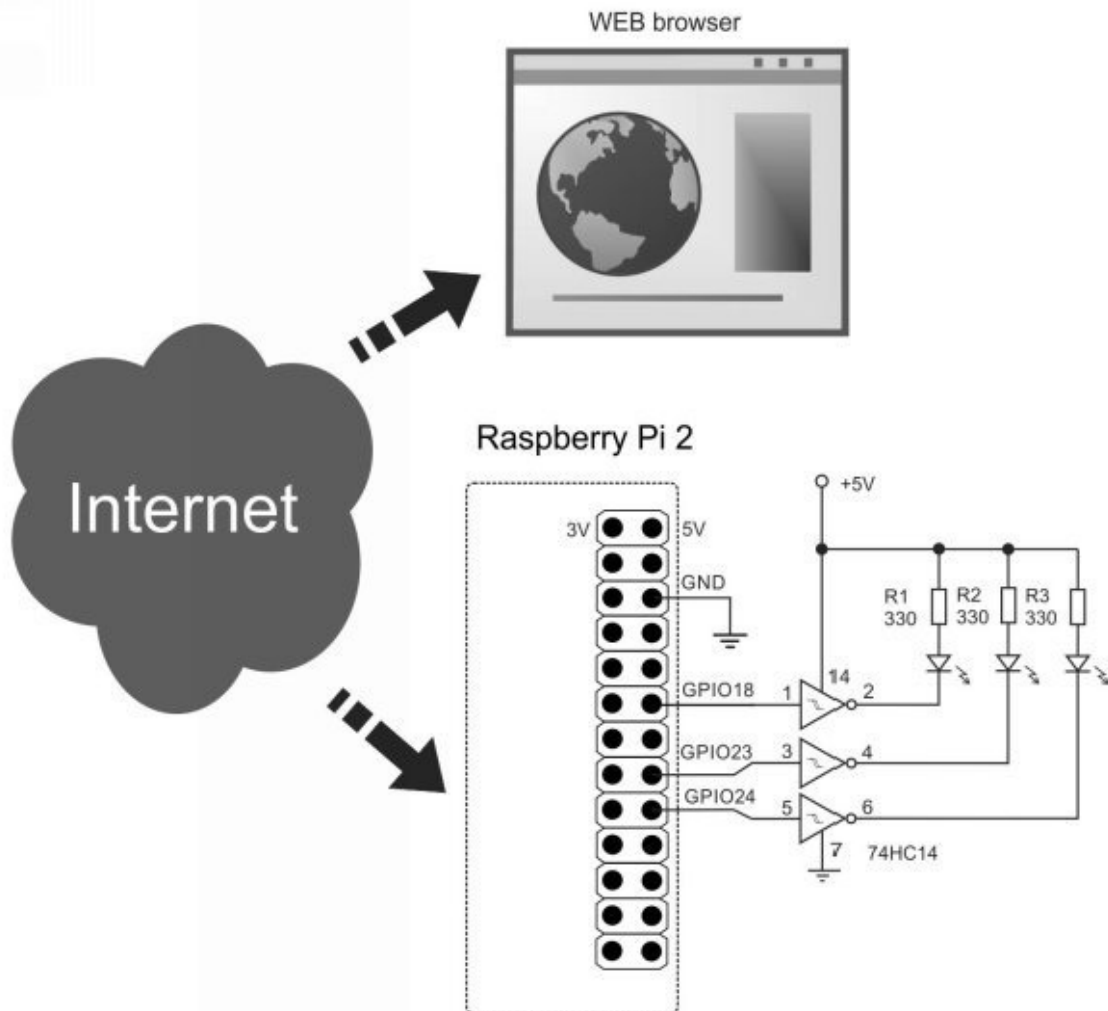 WEB browser
Internet
Raspberry Pi 2
3V
5V
GND
GPIO18
GPIO23
GPIO24
+5V
R1
330
R2
330
R3
330
14
1
2
3
4
5
6
7
74HC14